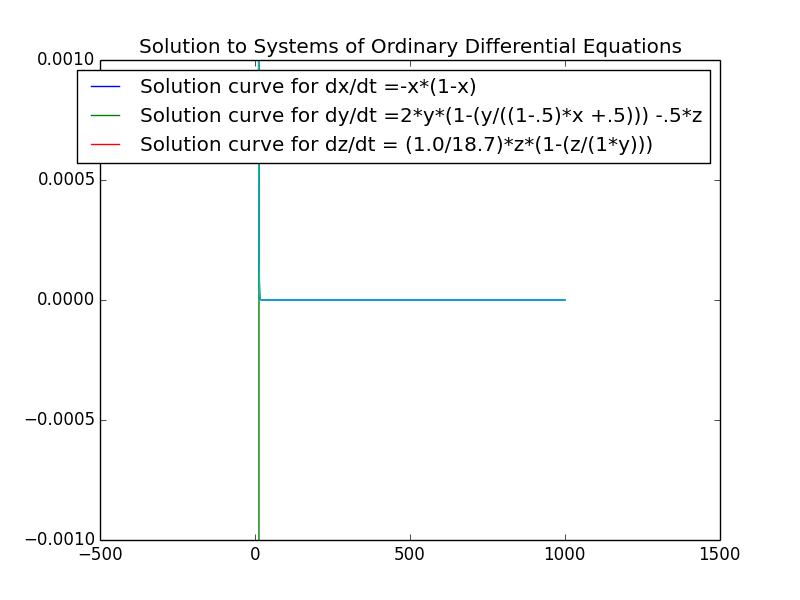 Solution to Systems of Ordinary Differential Equations
0.0010
Solution curve for dx/dt =-x*(1-x)
Solution curve for dy/dt =2*y*(1-(y/((1-.5)*x +.5))) -.5*z
Solution curve for dz/dt = (1.0/18.7)*z*(1-(z/(1*y)))
0.0005
0.0000
−0.0005
−0.0010
−500 0 500 1000 1500